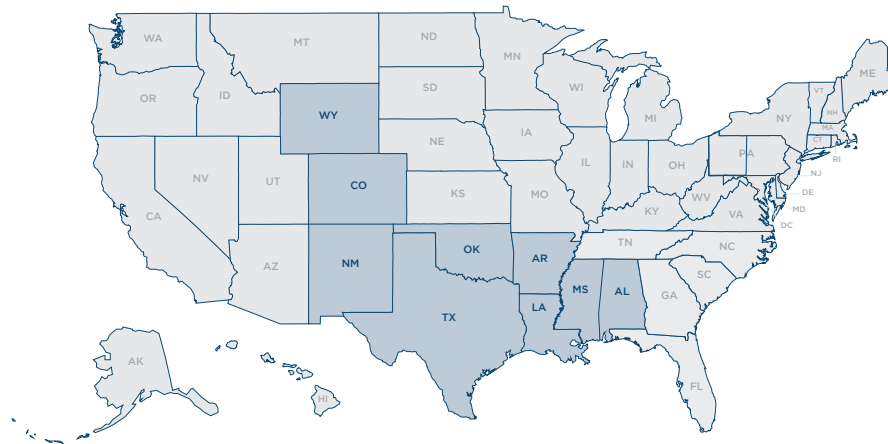 WA
MT
ND
MN
ME
VT
NH
OR
ID
SD
WI
MI
NY
MA
WY
CT
RI
IA
NE
PA
NJ
NV
UT
CO
IL
IN
OH
DE
KS
MO
WV
MD
CA
KY
VA
DC
TN
NC
OK
AR
AZ
NM
SC
MS
AL
GA
LA
TX
AK
FL
HI